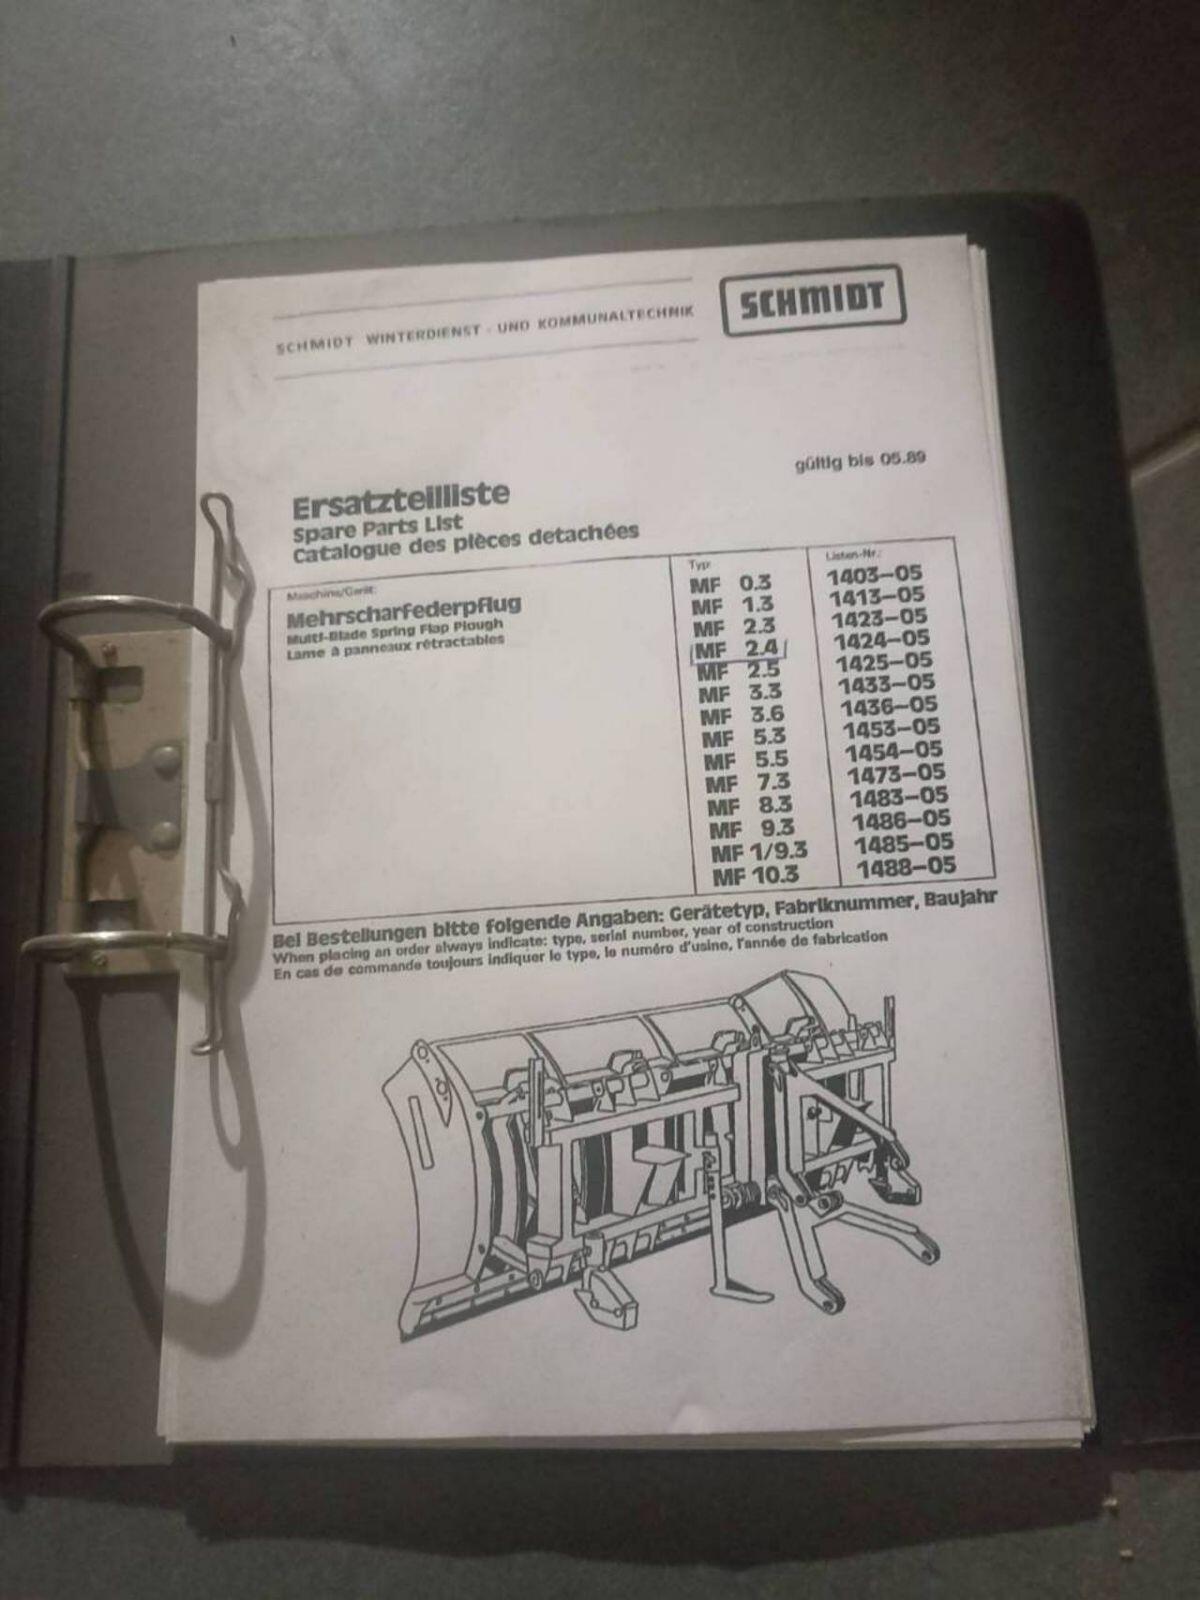 SCHMIDT WINTERDIENST - UND KOMMUNALTECHNIK
SCHMIDT
gültig bis 05.89
Ersatzteilliste
Spare Parts List
Catalogue des pièces detachées
Maschine/Gerät:
Typ:
Listen-Nr.:
Mehrscharfederpflug
Multi-Blade Spring Flap Plough
Lame à panneaux rétractables
MF 0.3 1403-05
MF 1.3 1413-05
MF 2.3 1423-05
MF 2.4 1424-05
MF 2.5 1425-05
MF 3.3 1433-05
MF 3.6 1436-05
MF 5.3 1453-05
MF 5.5 1454-05
MF 7.3 1473-05
MF 8.3 1483-05
MF 9.3 1486-05
MF 1/9.3 1485-05
MF 10.3 1488-05
Bei Bestellungen bitte folgende Angaben: Gerätetyp, Fabriknummer, Baujahr
When placing an order always indicate: type, serial number, year of construction
En cas de commande toujours indiquer le type, le numéro d'usine, l'année de fabrication